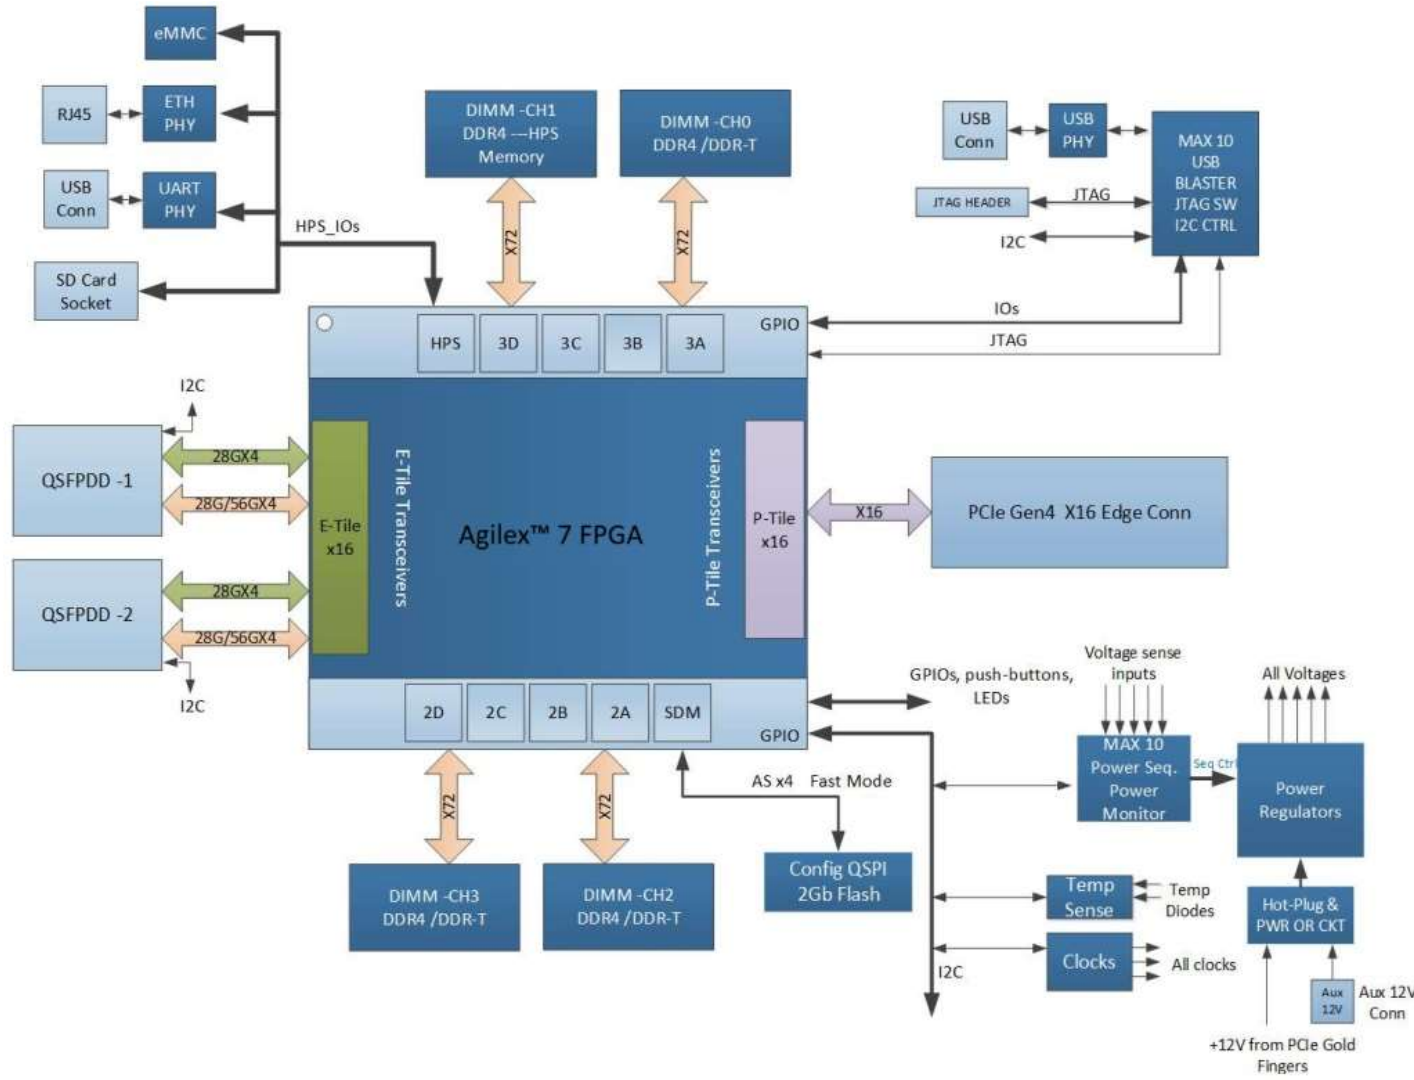 eMMC
RJ45
ETH
PHY
USB
Conn
UART
PHY
SD Card
Socket
HPS_IOs
DIMM -CH1
DDR4 ---HPS
Memory
DIMM -CH0
DDR4 /DDR-T
X72
X72
USB
Conn
USB
PHY
MAX 10
USB
BLASTER
JTAG SW
I2C CTRL
JTAG HEADER
JTAG
I2C
IOs
JTAG
HPS
3D
3C
3B
3A
GPIO
I2C
QSFPDD -1
28GX4
28G/56GX4
QSFPDD -2
28GX4
28G/56GX4
I2C
E-Tile
x16
E-Tile Transceivers
Agilex™ 7 FPGA
P-Tile Transceivers
P-Tile
x16
X16
PCIe Gen4 X16 Edge Conn
2D
2C
2B
2A
SDM
GPIO
GPIOs, push-buttons,
LEDs
X72
X72
DIMM -CH3
DDR4 /DDR-T
DIMM -CH2
DDR4 /DDR-T
AS x4 Fast Mode
Config QSPI
2Gb Flash
Voltage sense
inputs
MAX 10
Power Seq.
Power
Monitor
Seq Ctrl
All Voltages
Power
Regulators
Temp
Sense
Temp
Diodes
Hot-Plug &
PWR OR CKT
Clocks
All clocks
I2C
Aux
12V
Aux 12V
Conn
+12V from PCIe Gold
Fingers